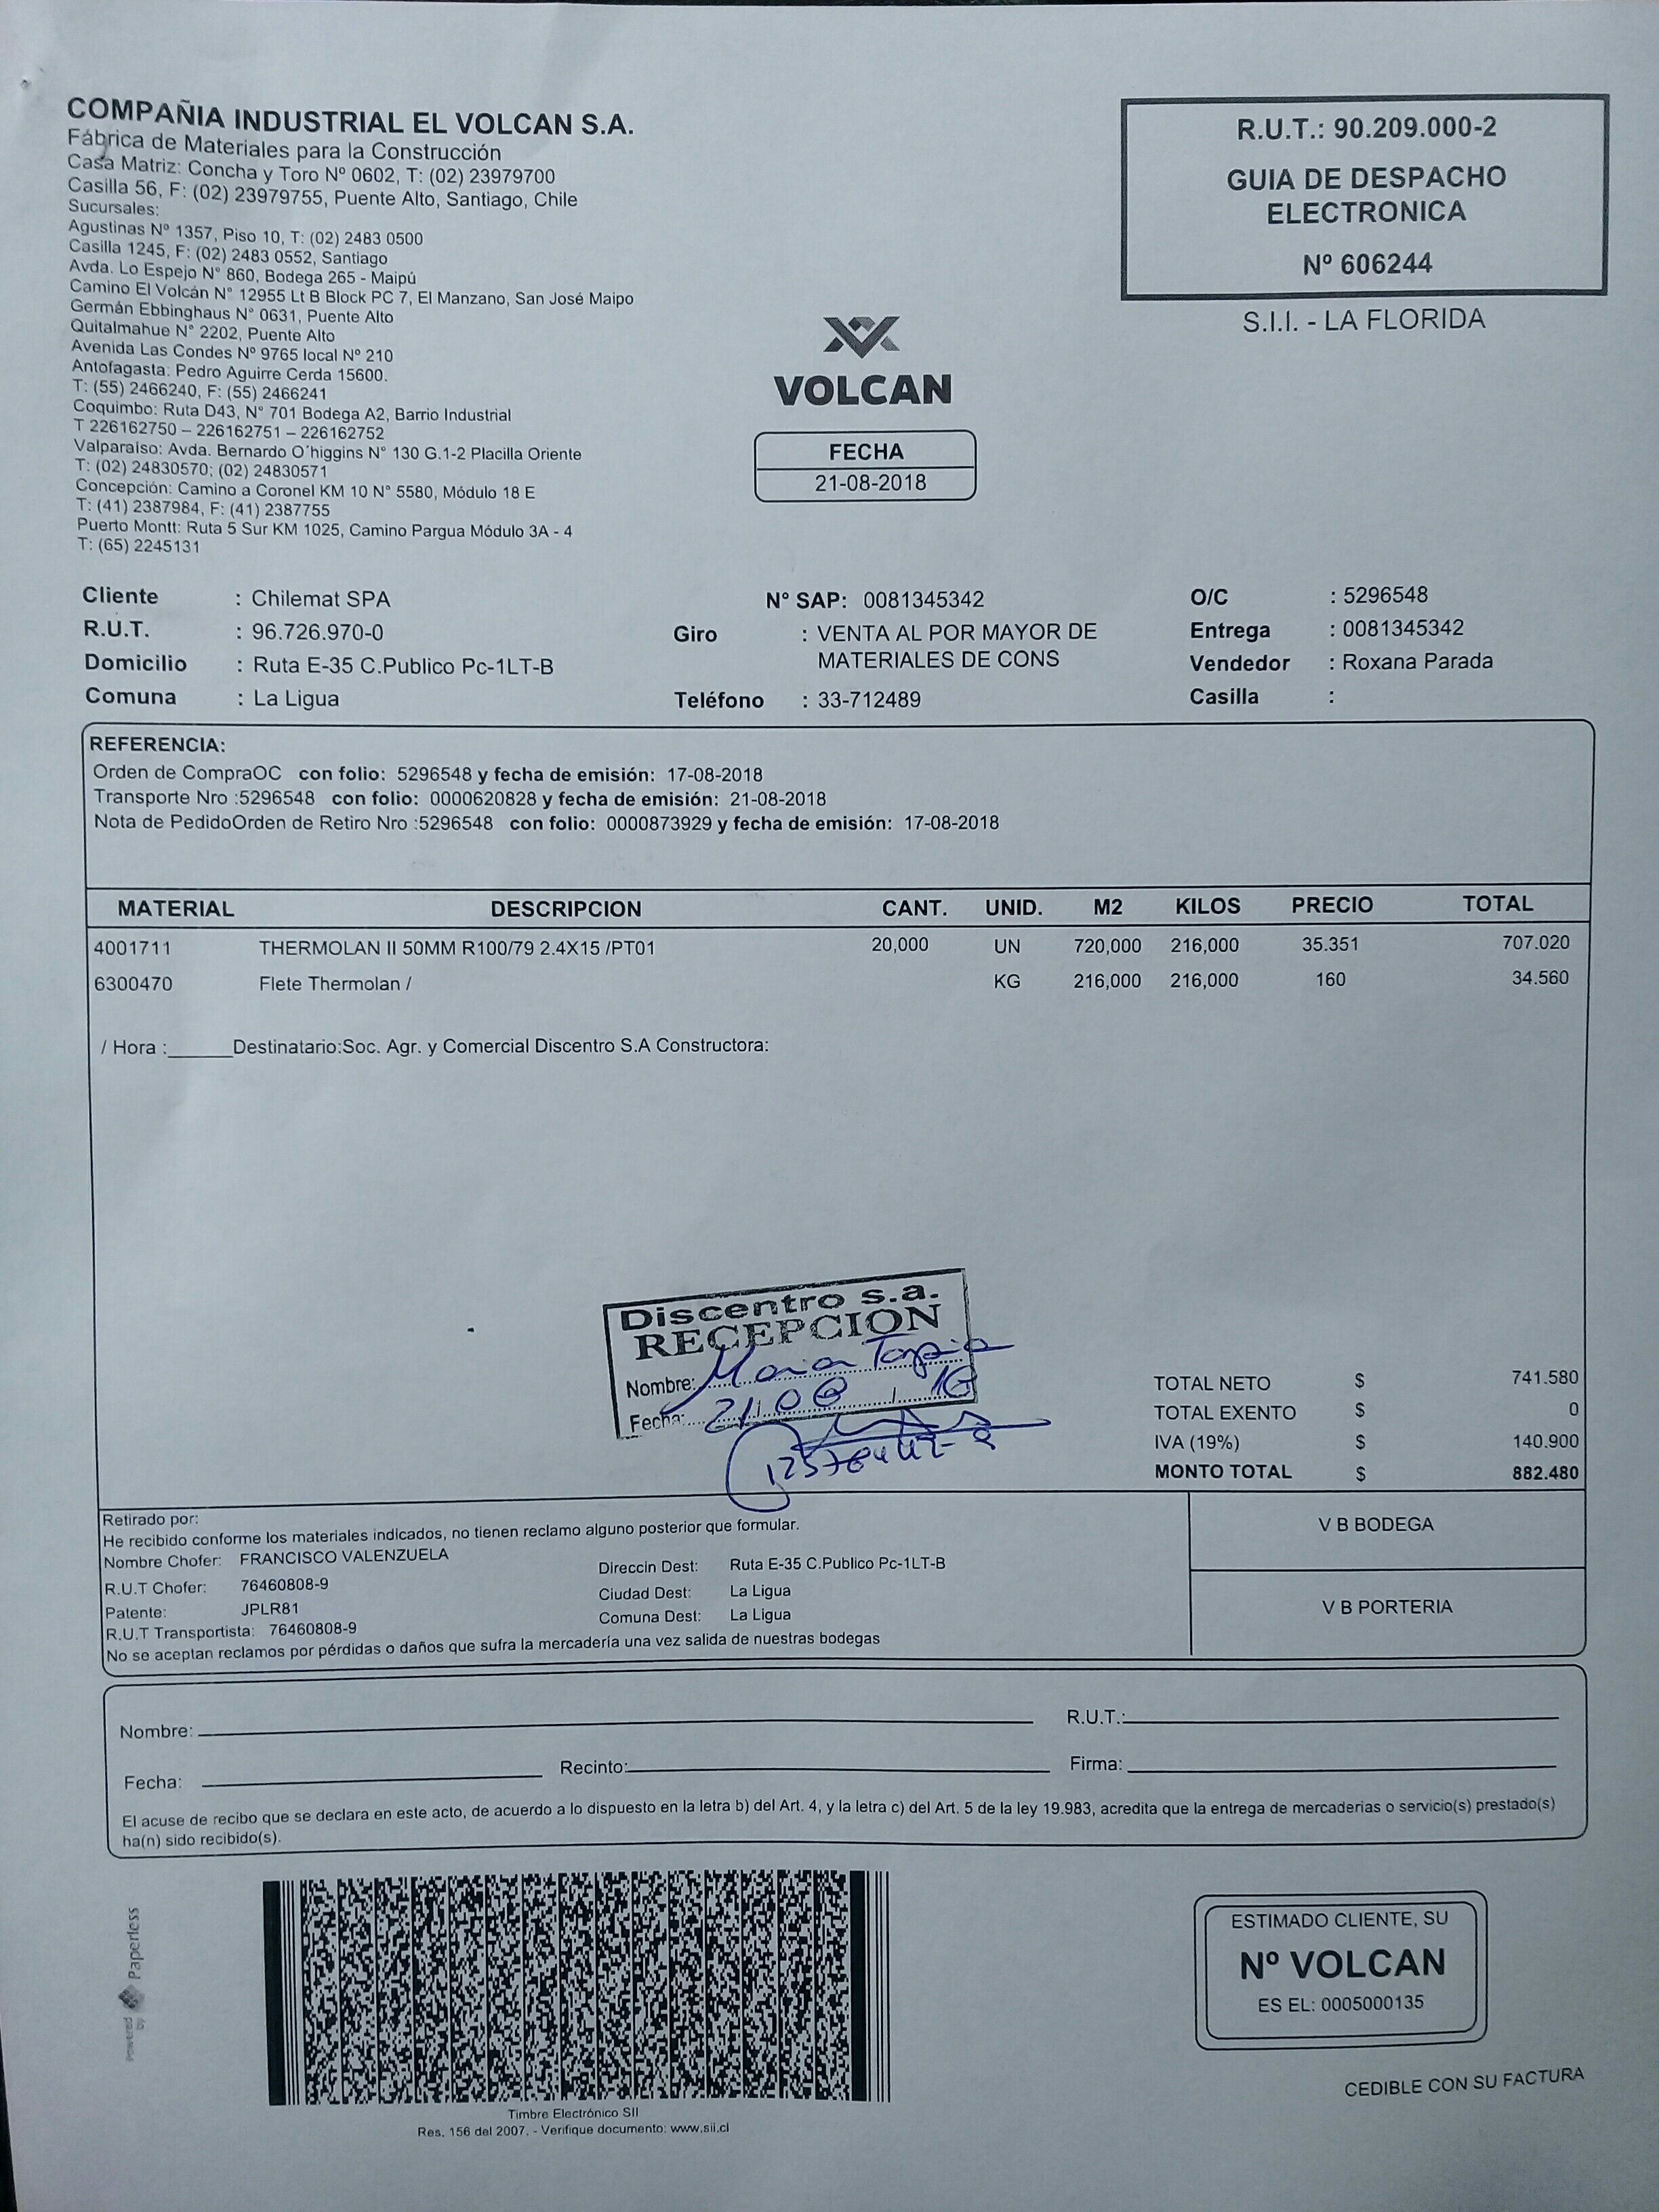 COMPAÑIA INDUSTRIAL EL VOLCAN S.A.
Fábrica de Materiales para la Construcción
Casa Matriz: Concha y Toro Nº 0602, T: (02) 23979700
Casilla 56, F: (02) 23979755, Puente Alto, Santiago, Chile
Sucursales:
Agustinas Nº 1357, Piso 10, T: (02) 2483 0500
Casilla 1245, F: (02) 2483 0552, Santiago
Avda. Lo Espejo N° 860, Bodega 265 - Maipú
Camino El Volcán N° 12955 Lt B Block PC 7, El Manzano, San José Maipo
Germán Ebbinghaus N° 0631, Puente Alto
Quitalmahue N° 2202, Puente Alto
Avenida Las Condes Nº 9765 local Nº 210
Antofagasta: Pedro Aguirre Cerda 15600.
T: (55) 2466240, F: (55) 2466241
Coquimbo: Ruta D43, N° 701 Bodega A2, Barrio Industrial
T 226162750 – 226162751 – 226162752
Valparaiso: Avda. Bernardo O´higgins N° 130 G.1-2 Placilla Oriente
T: (02) 24830570; (02) 24830571
Concepción: Camino a Coronel KM 10 N° 5580, Módulo 18 E
T: (41) 2387984, F: (41) 2387755
Puerto Montt: Ruta 5 Sur KM 1025, Camino Pargua Módulo 3A - 4
T: (65) 2245131
VOLCAN
FECHA
21-08-2018
R.U.T.: 90.209.000-2
GUIA DE DESPACHO
ELECTRONICA
Nº 606244
S.I.I. - LA FLORIDA
Cliente : Chilemat SPA N° SAP: 0081345342 O/C : 5296548
R.U.T. : 96.726.970-0 Giro : VENTA AL POR MAYOR DE Entrega : 0081345342
MATERIALES DE CONS
Domicilio : Ruta E-35 C.Publico Pc-1LT-B Vendedor : Roxana Parada
Comuna : La Ligua Teléfono : 33-712489 Casilla :
REFERENCIA:
Orden de CompraOC con folio: 5296548 y fecha de emisión: 17-08-2018
Transporte Nro :5296548 con folio: 0000620828 y fecha de emisión: 21-08-2018
Nota de PedidoOrden de Retiro Nro :5296548 con folio: 0000873929 y fecha de emisión: 17-08-2018
MATERIAL DESCRIPCION CANT. UNID. M2 KILOS PRECIO TOTAL
4001711 THERMOLAN II 50MM R100/79 2.4X15 /PT01 20,000 UN 720,000 216,000 35.351 707.020
6300470 Flete Thermolan / KG 216,000 216,000 160 34.560
/ Hora :______Destinatario:Soc. Agr. y Comercial Discentro S.A Constructora:
Discentro s.a.
RECEPCION
Nombre: Maria Tapia
Fecha: 21 08
TOTAL NETO $ 741.580
TOTAL EXENTO $ 0
IVA (19%) $ 140.900
MONTO TOTAL $ 882.480
Retirado por:
He recibido conforme los materiales indicados, no tienen reclamo alguno posterior que formular.
Nombre Chofer: FRANCISCO VALENZUELA Direccin Dest: Ruta E-35 C.Publico Pc-1LT-B
R.U.T Chofer: 76460808-9 Ciudad Dest: La Ligua
Patente: JPLR81 Comuna Dest: La Ligua
R.U.T Transportista: 76460808-9
No se aceptan reclamos por pérdidas o daños que sufra la mercadería una vez salida de nuestras bodegas
V B BODEGA
V B PORTERIA
Nombre: R.U.T.:
Fecha: Recinto: Firma:
El acuse de recibo que se declara en este acto, de acuerdo a lo dispuesto en la letra b) del Art. 4, y la letra c) del Art. 5 de la ley 19.983, acredita que la entrega de mercaderias o servicio(s) prestado(s)
ha(n) sido recibido(s).
Powered by Paperless
Timbre Electrónico SII
Res. 156 del 2007. - Verifique documento: www.sii.cl
ESTIMADO CLIENTE, SU
Nº VOLCAN
ES EL: 0005000135
CEDIBLE CON SU FACTURA